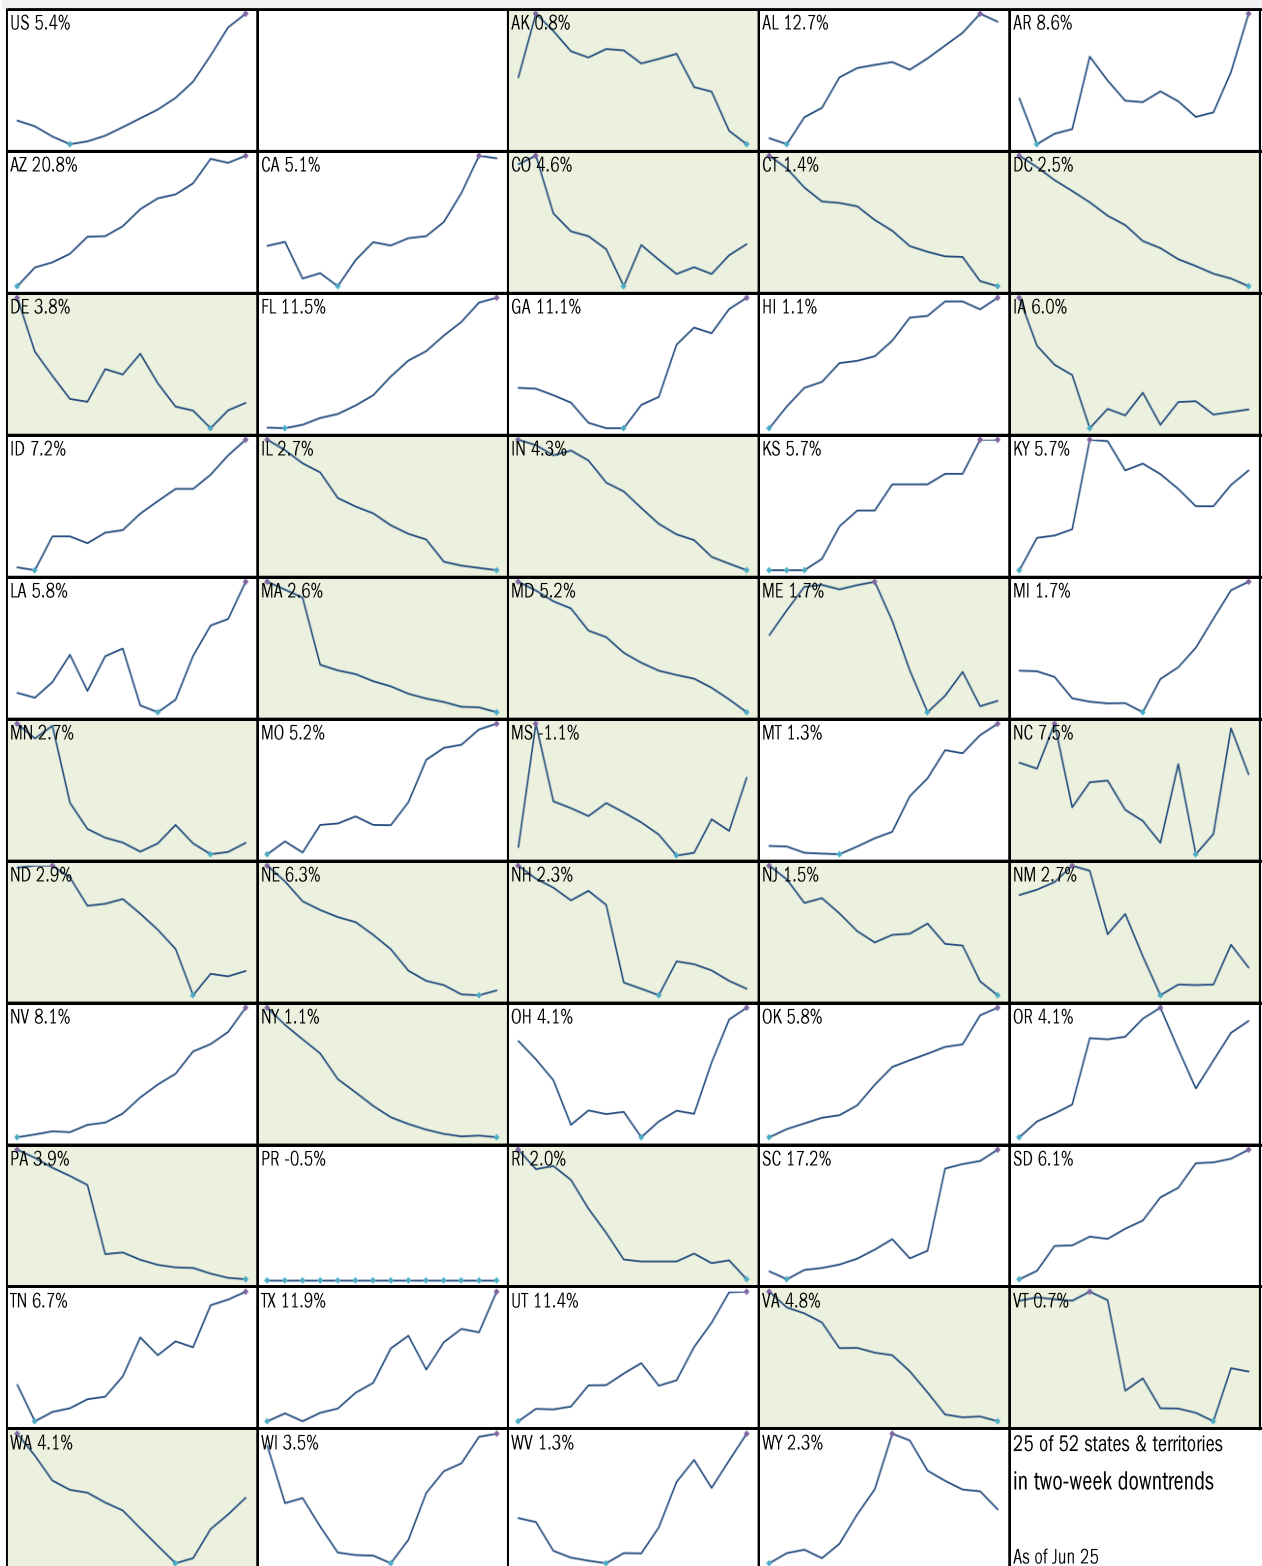 US 5.4%
AK 0.8%
AL 12.7%
AR 8.6%
AZ 20.8%
CA 5.1%
CO 4.6%
CT 1.4%
DC 2.5%
DE 3.8%
FL 11.5%
GA 11.1%
HI 1.1%
IA 6.0%
ID 7.2%
IL 2.7%
IN 4.3%
KS 5.7%
KY 5.7%
LA 5.8%
MA 2.6%
MD 5.2%
ME 1.7%
MI 1.7%
MN 2.7%
MO 5.2%
MS -1.1%
MT 1.3%
NC 7.5%
ND 2.9%
NE 6.3%
NH 2.3%
NJ 1.5%
NM 2.7%
NV 8.1%
NY 1.1%
OH 4.1%
OK 5.8%
OR 4.1%
PA 3.9%
PR -0.5%
RI 2.0%
SC 17.2%
SD 6.1%
TN 6.7%
TX 11.9%
UT 11.4%
VA 4.8%
VT 0.7%
WA 4.1%
WI 3.5%
WV 1.3%
WY 2.3%
25 of 52 states & territories
in two-week downtrends
As of Jun 25